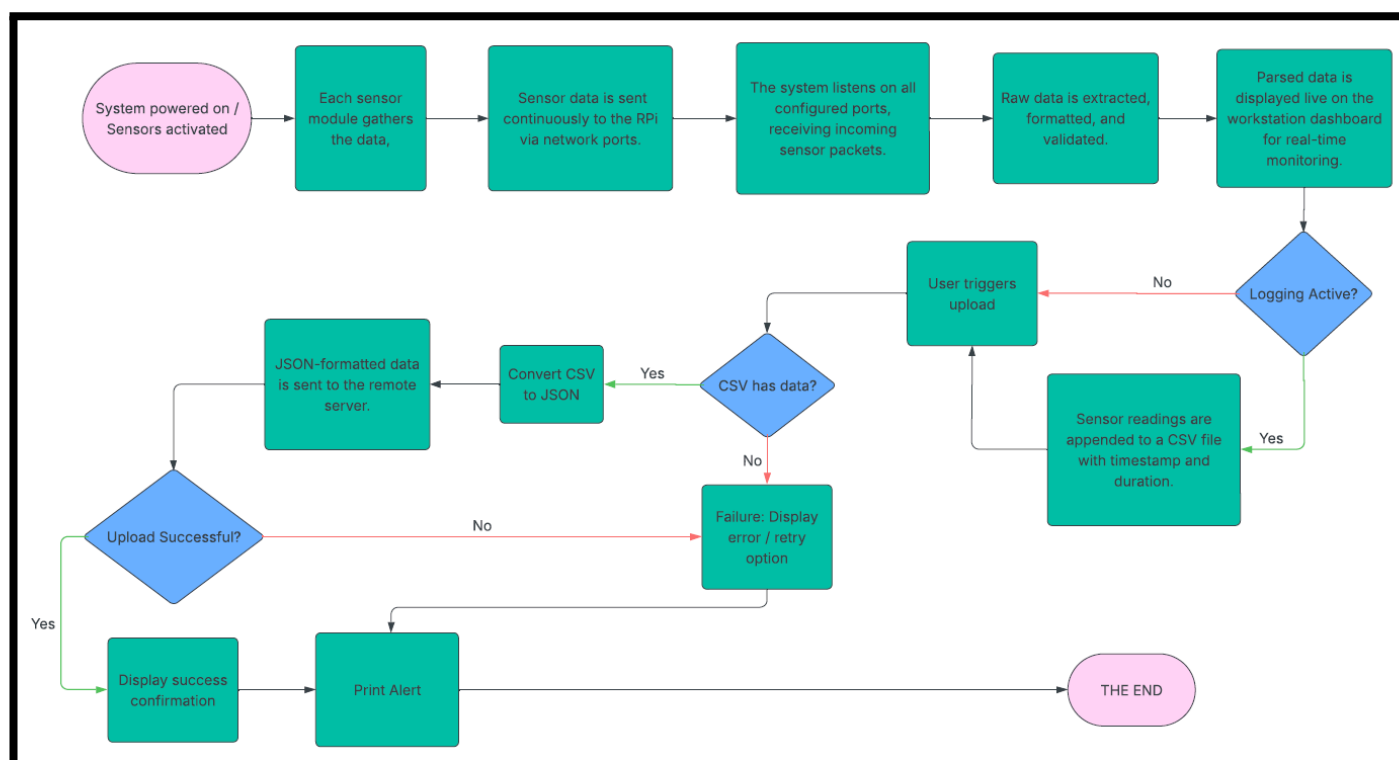 System powered on /
Sensors activated
Each sensor
module gathers
the data,
Sensor data is sent
continuously to the RPi
via network ports.
The system listens on all
configured ports,
receiving incoming
sensor packets.
Raw data is extracted,
formatted, and
validated.
Parsed data is
displayed live on the
workstation dashboard
for real-time
monitoring.
Logging Active?
No
User triggers
upload
Yes
Sensor readings are
appended to a CSV file
with timestamp and
duration.
CSV has data?
Yes
Convert CSV
to JSON
JSON-formatted data
is sent to the remote
server.
No
Failure: Display
error / retry
option
Upload Successful?
No
Yes
Display success
confirmation
Print Alert
THE END